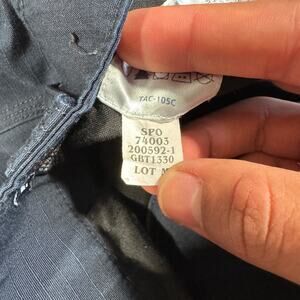 TAC-105C
SPO
74003
200592-1
GBT1330
LOT M